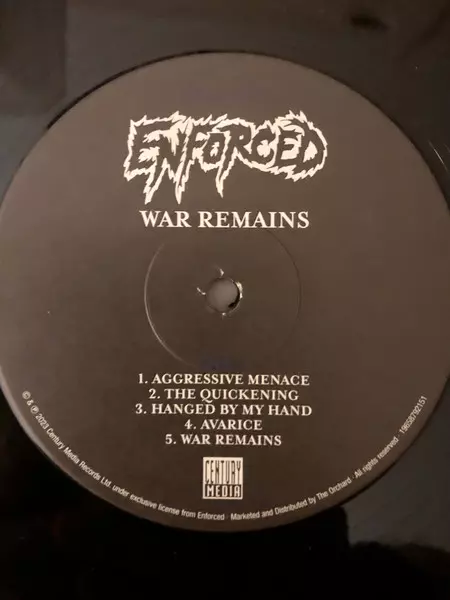 ENFORCED
WAR REMAINS
1. AGGRESSIVE MENACE
2. THE QUICKENING
3. HANGED BY MY HAND
4. AVARICE
5. WAR REMAINS
CENTURY
MEDIA
© & ℗ 2023 Century Media Records Ltd. under exclusive license from Enforced · Marketed and Distributed by The Orchard · All rights reserved · 19658792151